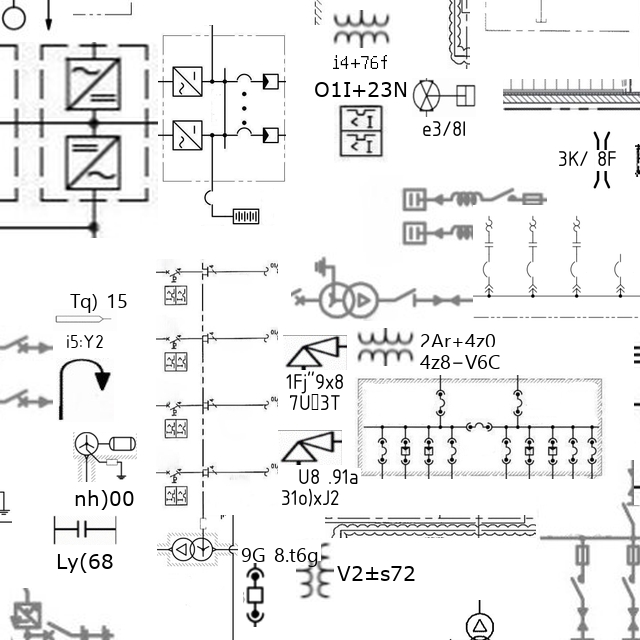 i4+76f
O1I+23N
e3/8I
3K/ 8F
Tq) 15
i5:Y2
2Ar+4z0
4z8−V6C
1Fj"9x8
7U▯3T
U8 .91a
31o)xJ2
nh)00
Ly(68
9G 8.t6g
V2±s72